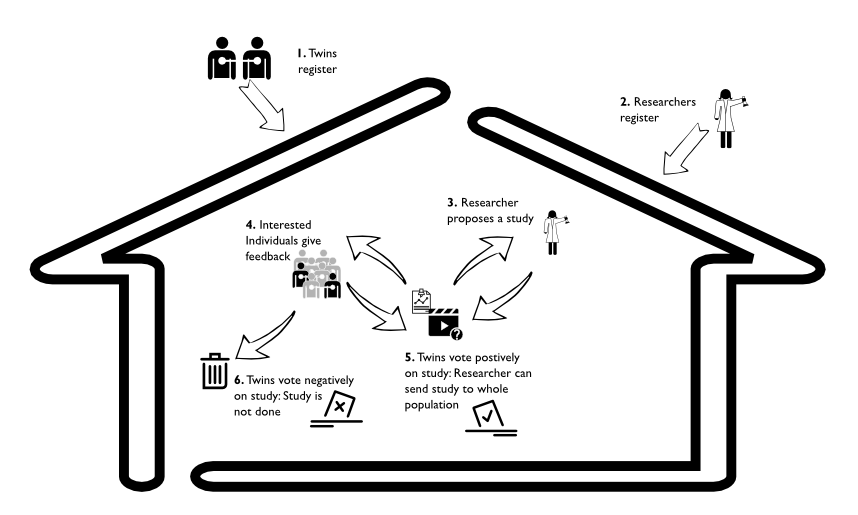 1. Twins
register
2. Researchers
register
3. Researcher
proposes a study
4. Interested
Individuals give
feedback
?
5. Twins vote postively
on study: Researcher can
send study to whole
population
6. Twins vote negatively
on study: Study is
not done